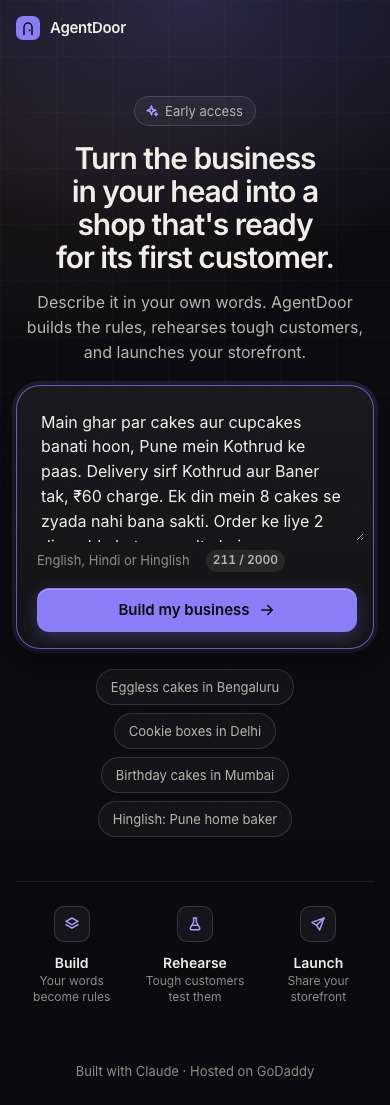 AgentDoor
Early access
Turn the business
in your head into a
shop that's ready
for its first customer.
Describe it in your own words. AgentDoor
builds the rules, rehearses tough customers,
and launches your storefront.
Main ghar par cakes aur cupcakes
banati hoon, Pune mein Kothrud ke
paas. Delivery sirf Kothrud aur Baner
tak, ₹60 charge. Ek din mein 8 cakes se
zyada nahi bana sakti. Order ke liye 2
English, Hindi or Hinglish
211 / 2000
Build my business →
Eggless cakes in Bengaluru
Cookie boxes in Delhi
Birthday cakes in Mumbai
Hinglish: Pune home baker
Build
Your words
become rules
Rehearse
Tough customers
test them
Launch
Share your
storefront
Built with Claude · Hosted on GoDaddy